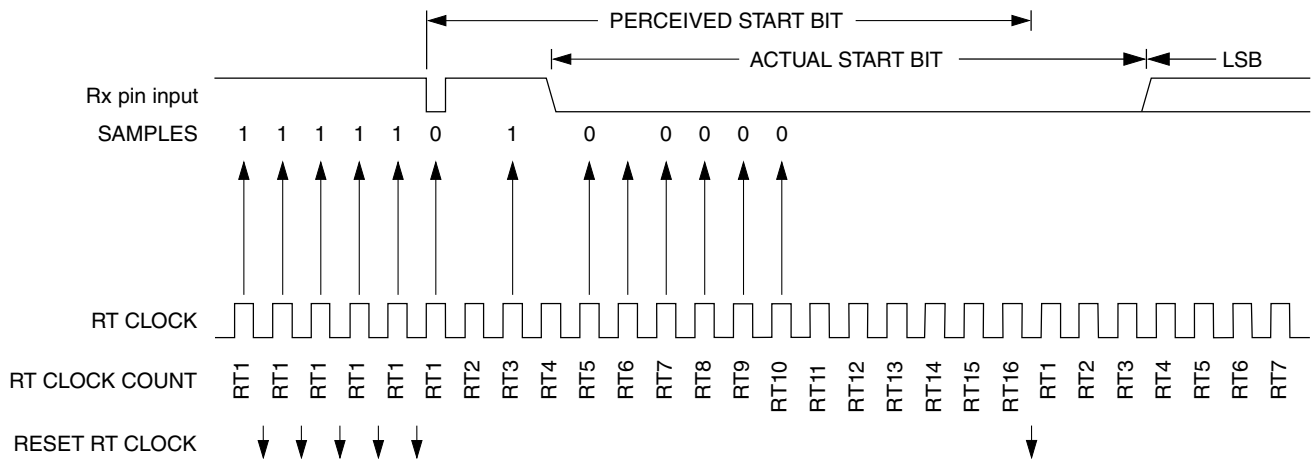 PERCEIVED START BIT
ACTUAL START BIT LSB
Rx pin input
SAMPLES 1 1 1 1 1 0 1 0 0 0 0 0
RT CLOCK
RT CLOCK COUNT RT1 RT1 RT1 RT1 RT1 RT1 RT2 RT3 RT4 RT5 RT6 RT7 RT8 RT9 RT10 RT11 RT12 RT13 RT14 RT15 RT16 RT1 RT2 RT3 RT4 RT5 RT6 RT7
RESET RT CLOCK